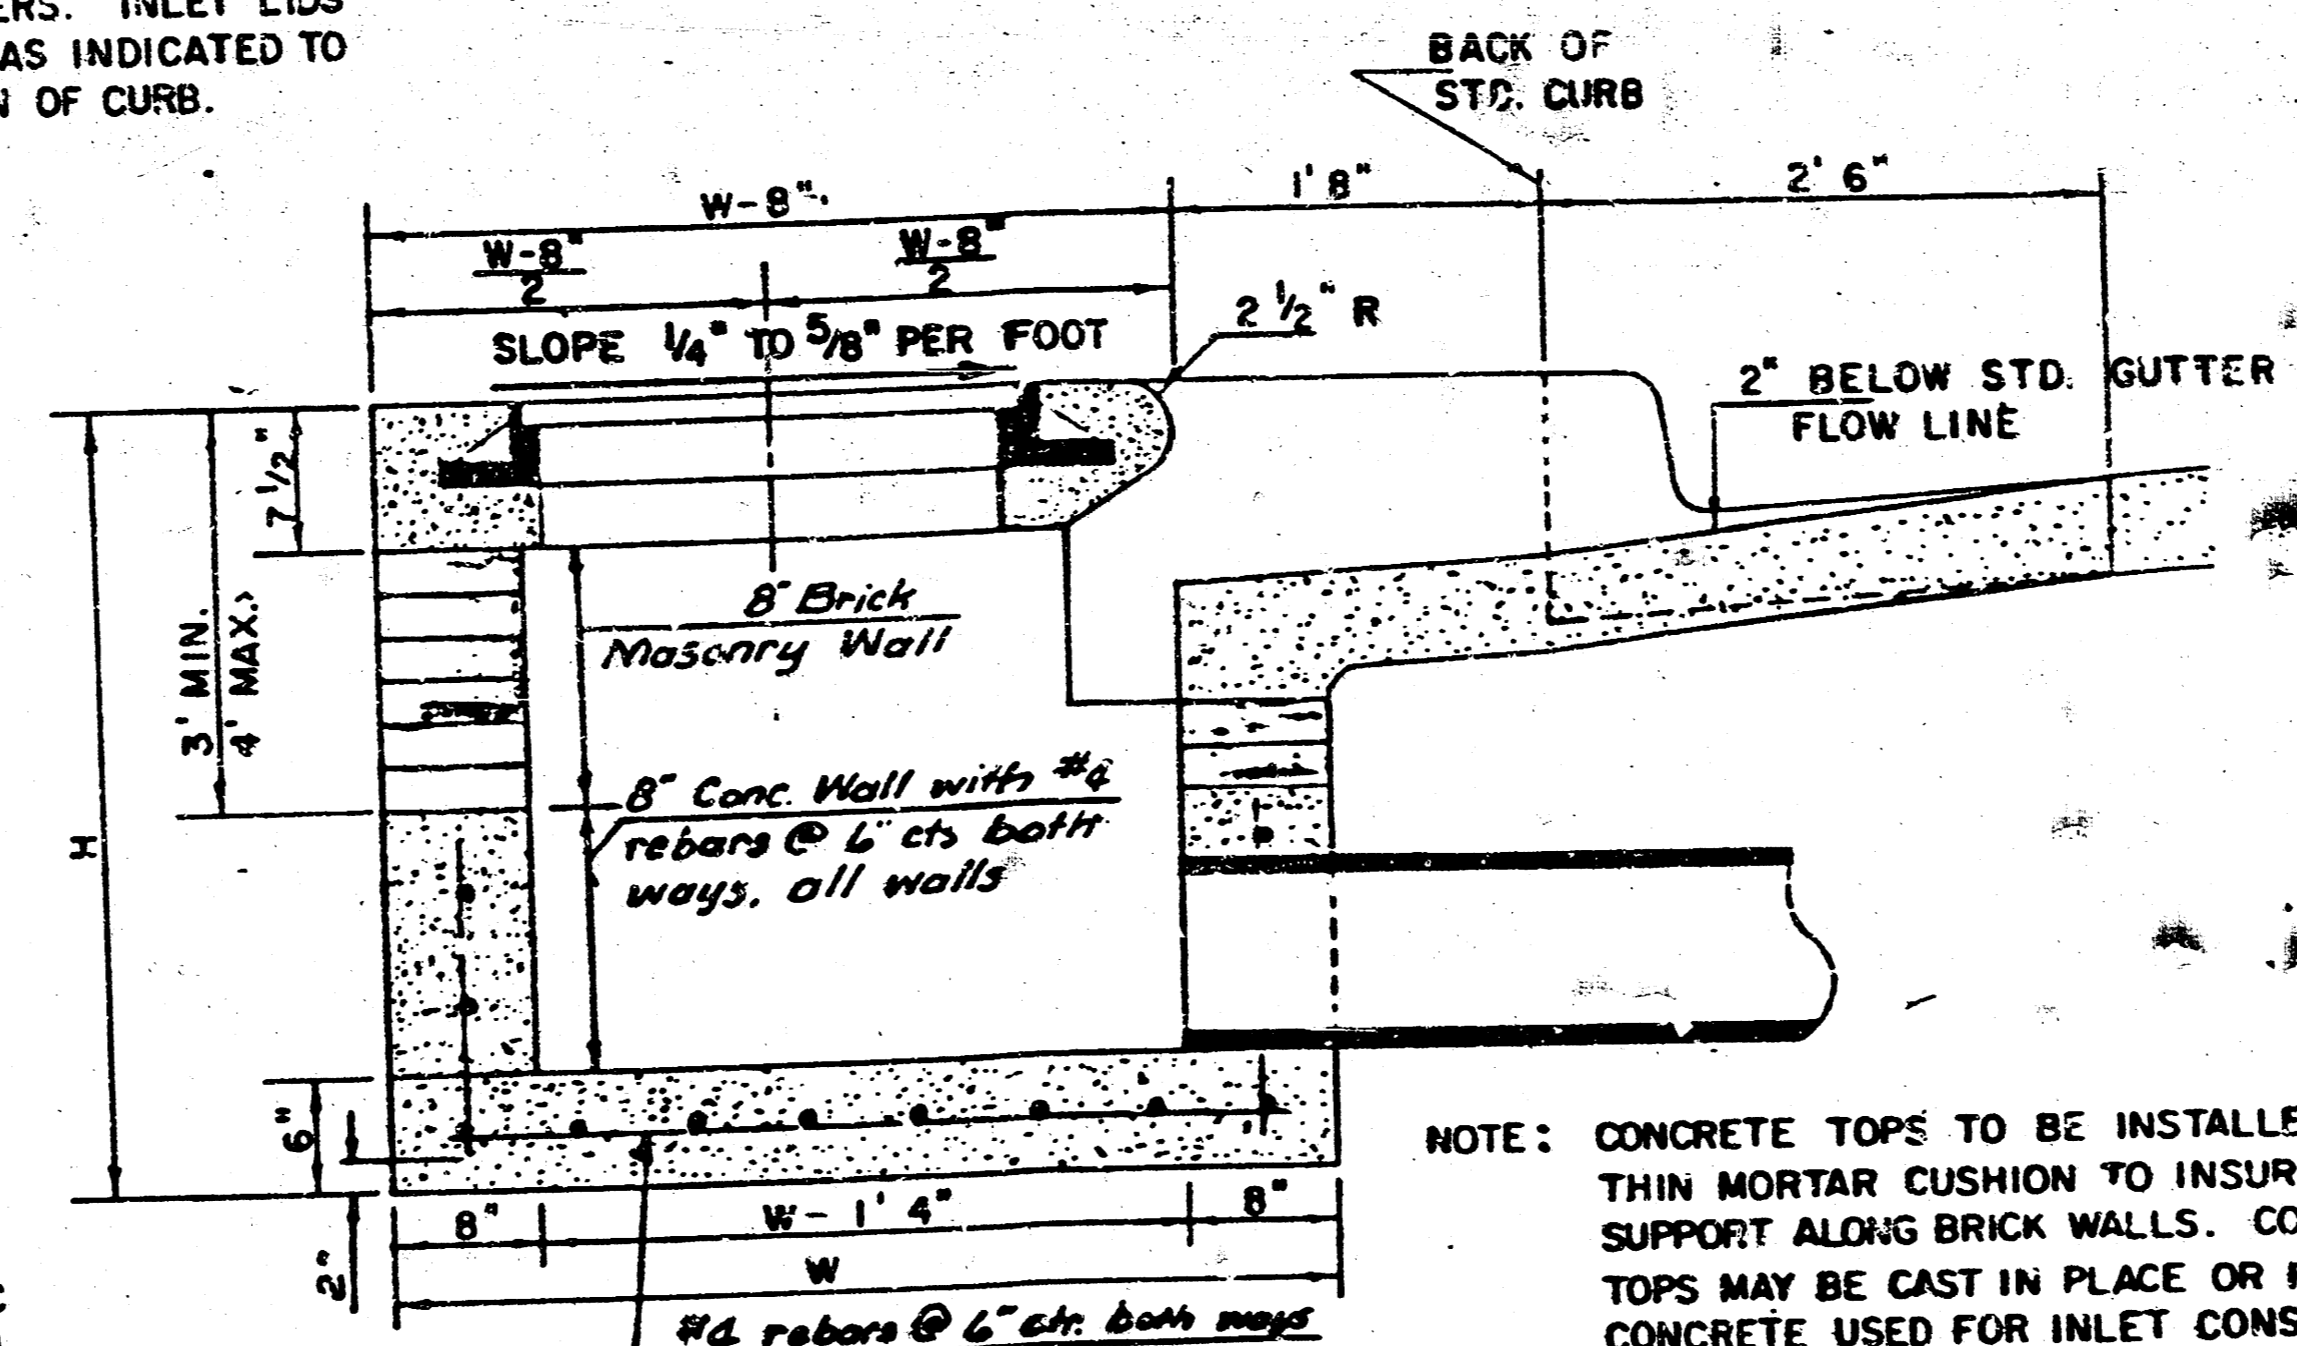 INLET LIDS
AS INDICATED TO
OF CURB.
BACK OF
STD. CURB
W-8"
1'8"
2'6"
W-8"
2
W-8"
2
2 1/2" R
SLOPE 1/4" TO 5/8" PER FOOT
2" BELOW STD. GUTTER
FLOW LINE
7 1/2"
3' MIN.
4' MAX.
H
8" Brick
Masonry Wall
8" Conc. Wall with #4
rebars @ 6" cts both
ways, all walls
6"
2"
8"
W-1'4"
8"
W
#4 rebars @ 6" ctr. both ways
NOTE: CONCRETE TOPS TO BE INSTALLE
THIN MORTAR CUSHION TO INSUR
SUPPORT ALONG BRICK WALLS. CO
TOPS MAY BE CAST IN PLACE OR
CONCRETE USED FOR INLET CONS